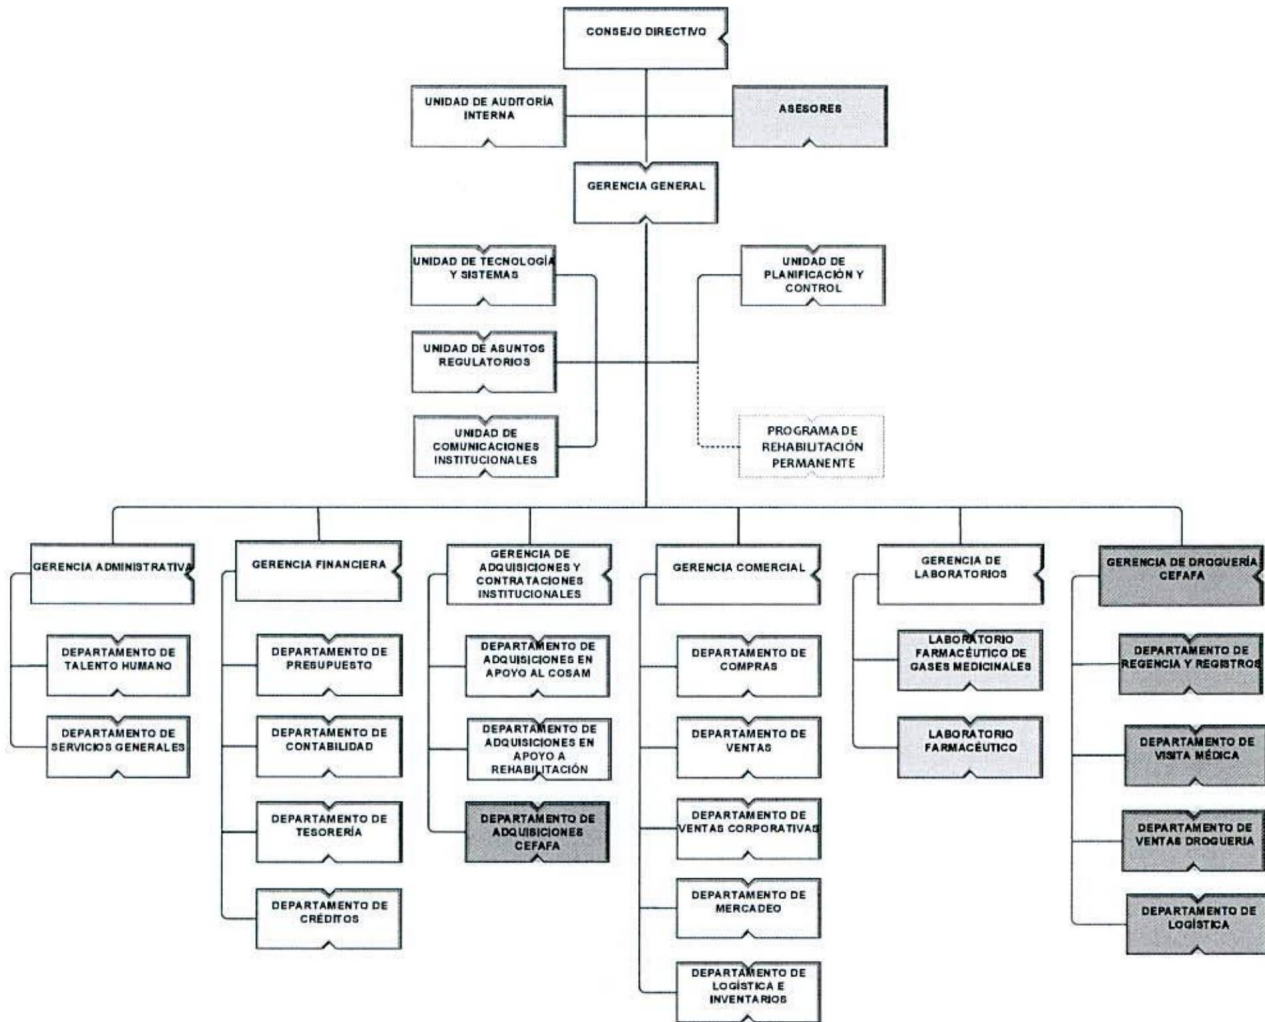 CONSEJO DIRECTIVO
UNIDAD DE AUDITORÍA
INTERNA
ASESORES
GERENCIA GENERAL
UNIDAD DE TECNOLOGÍA
Y SISTEMAS
UNIDAD DE
PLANIFICACIÓN Y
CONTROL
UNIDAD DE ASUNTOS
REGULATORIOS
UNIDAD DE
COMUNICACIONES
INSTITUCIONALES
PROGRAMA DE
REHABILITACIÓN
PERMANENTE
GERENCIA ADMINISTRATIVA
DEPARTAMENTO DE
TALENTO HUMANO
DEPARTAMENTO DE
SERVICIOS GENERALES
GERENCIA FINANCIERA
DEPARTAMENTO DE
PRESUPUESTO
DEPARTAMENTO DE
CONTABILIDAD
DEPARTAMENTO DE
TESORERÍA
DEPARTAMENTO DE
CRÉDITOS
GERENCIA DE
ADQUISICIONES Y
CONTRATACIONES
INSTITUCIONALES
DEPARTAMENTO DE
ADQUISICIONES EN
APOYO AL COSAM
DEPARTAMENTO DE
ADQUISICIONES EN
APOYO A
REHABILITACIÓN
DEPARTAMENTO DE
ADQUISICIONES
CEFAFA
GERENCIA COMERCIAL
DEPARTAMENTO DE
COMPRAS
DEPARTAMENTO DE
VENTAS
DEPARTAMENTO DE
VENTAS CORPORATIVAS
DEPARTAMENTO DE
MERCADEO
DEPARTAMENTO DE
LOGÍSTICA E
INVENTARIOS
GERENCIA DE
LABORATORIOS
LABORATORIO
FARMACÉUTICO DE
GASES MEDICINALES
LABORATORIO
FARMACÉUTICO
GERENCIA DE DROGUERÍA
CEFAFA
DEPARTAMENTO DE
REGENCIA Y REGISTROS
DEPARTAMENTO DE
VISITA MÉDICA
DEPARTAMENTO DE
VENTAS DROGUERIA
DEPARTAMENTO DE
LOGÍSTICA